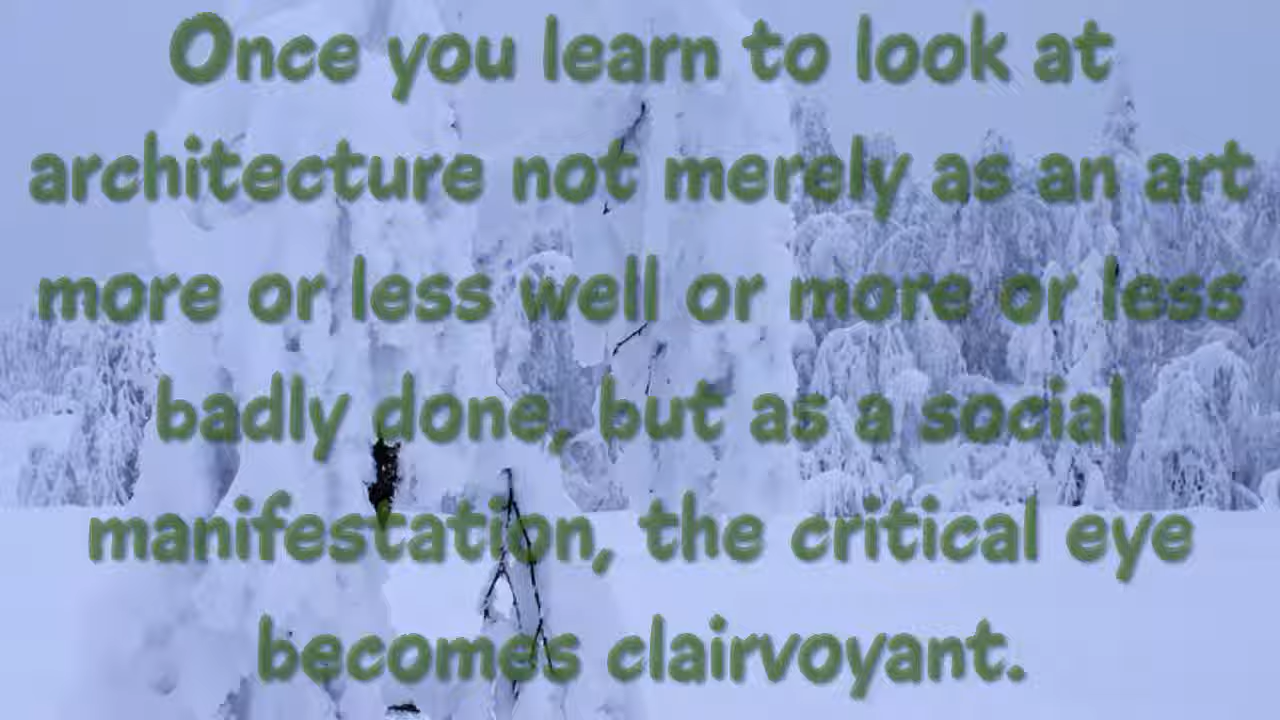 Once you learn to look at
architecture not merely as an art
more or less well or more or less
badly done, but as a social
manifestation, the critical eye
becomes clairvoyant.